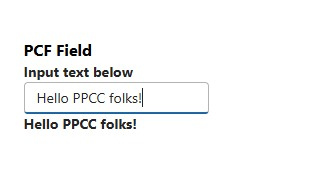 PCF Field
Input text below
Hello PPCC folks!
Hello PPCC folks!